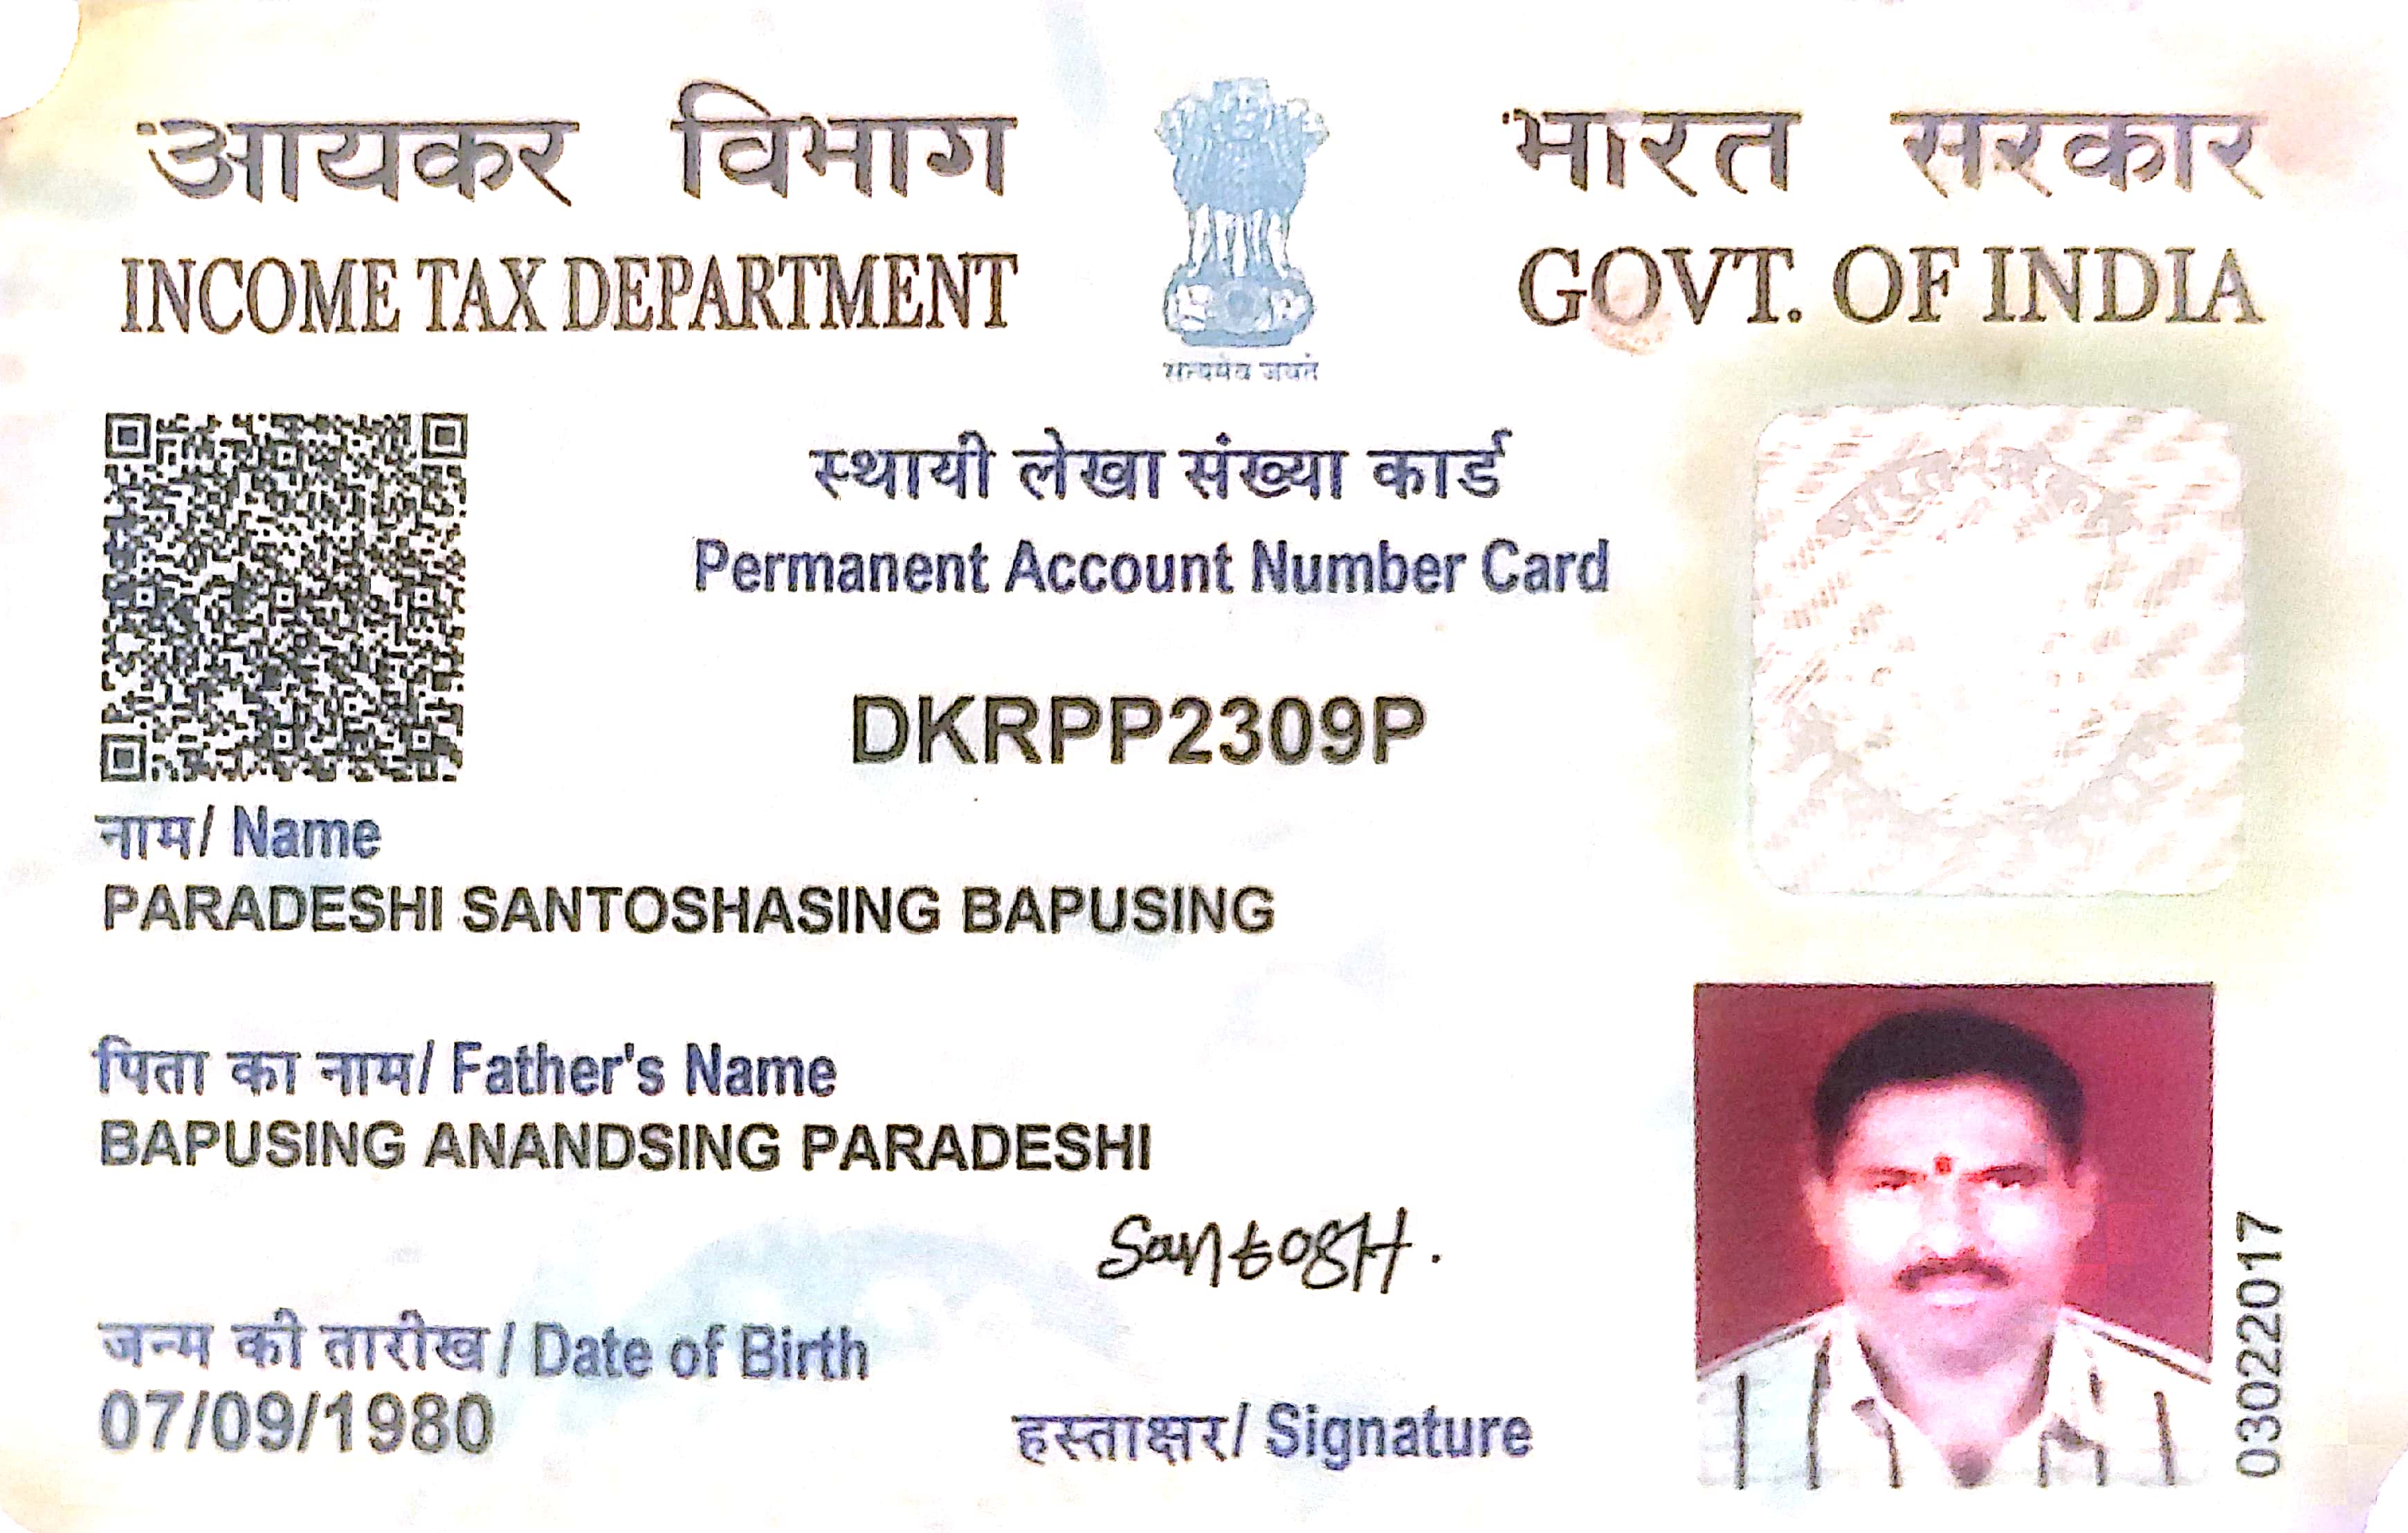 आयकर विभाग
INCOME TAX DEPARTMENT
भारत सरकार
GOVT. OF INDIA
सत्यमेव जयते
स्थायी लेखा संख्या कार्ड
Permanent Account Number Card
DKRPP2309P
भारत सरकार
नाम/ Name
PARADESHI SANTOSHASING BAPUSING
पिता का नाम/ Father's Name
BAPUSING ANANDSING PARADESHI
SantosH.
जन्म की तारीख/ Date of Birth
07/09/1980
हस्ताक्षर/ Signature
03022017